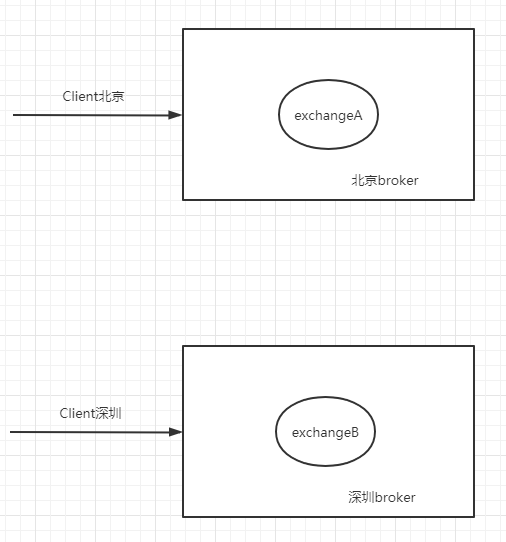 Client北京
exchangeA
北京broker
Client深圳
exchangeB
深圳broker